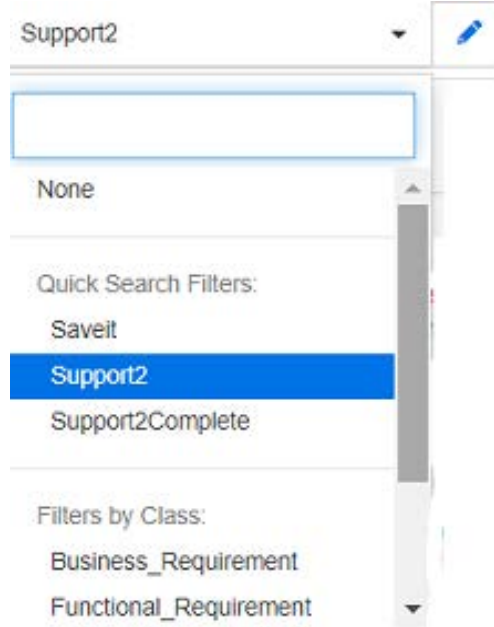 Support2
None
Quick Search Filters:
Saveit
Support2
Support2Complete
Filters by Class:
Business_Requirement
Functional_Requirement